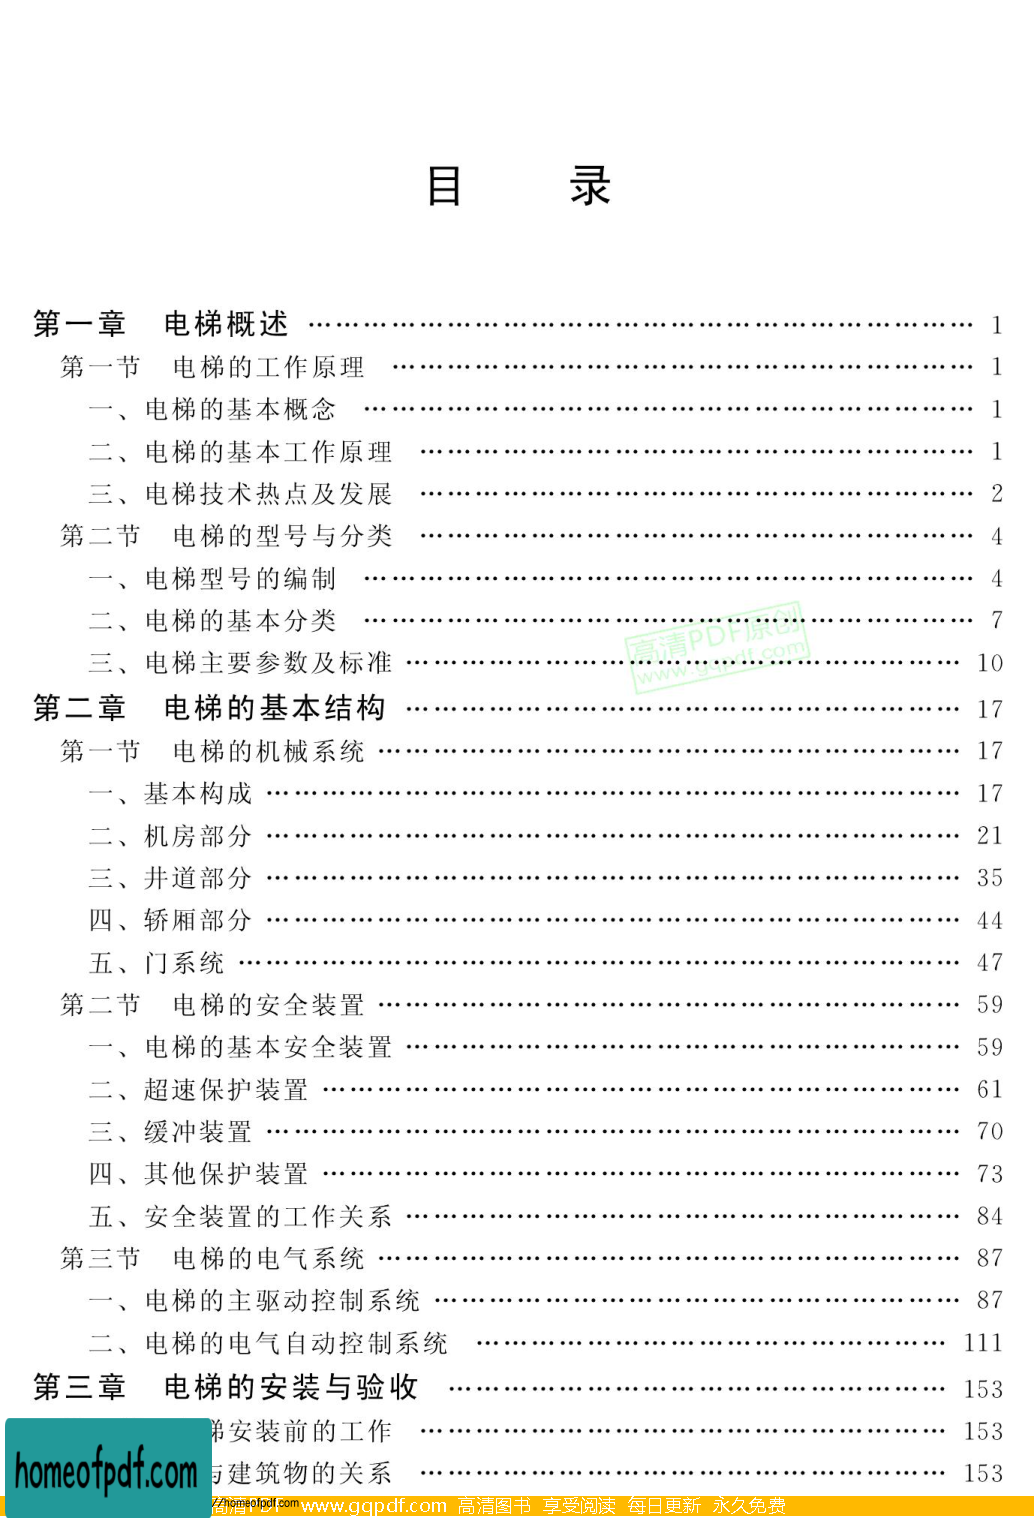 目 录
第一章 电梯概述 …………………………………………………………… 1
第一节 电梯的工作原理 …………………………………………………… 1
一、电梯的基本概念 ……………………………………………………… 1
二、电梯的基本工作原理 ………………………………………………… 1
三、电梯技术热点及发展 ………………………………………………… 2
第二节 电梯的型号与分类 ………………………………………………… 4
一、电梯型号的编制 ……………………………………………………… 4
二、电梯的基本分类 ……………………………………………………… 7
高清PDF原创
www.gqpdf.com
三、电梯主要参数及标准 ………………………………………………… 10
第二章 电梯的基本结构 ………………………………………………… 17
第一节 电梯的机械系统 …………………………………………………… 17
一、基本构成 ……………………………………………………………… 17
二、机房部分 ……………………………………………………………… 21
三、井道部分 ……………………………………………………………… 35
四、轿厢部分 ……………………………………………………………… 44
五、门系统 ………………………………………………………………… 47
第二节 电梯的安全装置 …………………………………………………… 59
一、电梯的基本安全装置 ………………………………………………… 59
二、超速保护装置 ………………………………………………………… 61
三、缓冲装置 ……………………………………………………………… 70
四、其他保护装置 ………………………………………………………… 73
五、安全装置的工作关系 ………………………………………………… 84
第三节 电梯的电气系统 …………………………………………………… 87
一、电梯的主驱动控制系统 ……………………………………………… 87
二、电梯的电气自动控制系统 …………………………………………… 111
第三章 电梯的安装与验收 ……………………………………………… 153
梯安装前的工作 ………………………………………………… 153
与建筑物的关系 ………………………………………………… 153
homeofpdf.com
//homeofpdf.com
www.gqpdf.com 高清图书 享受阅读 每日更新 永久免费